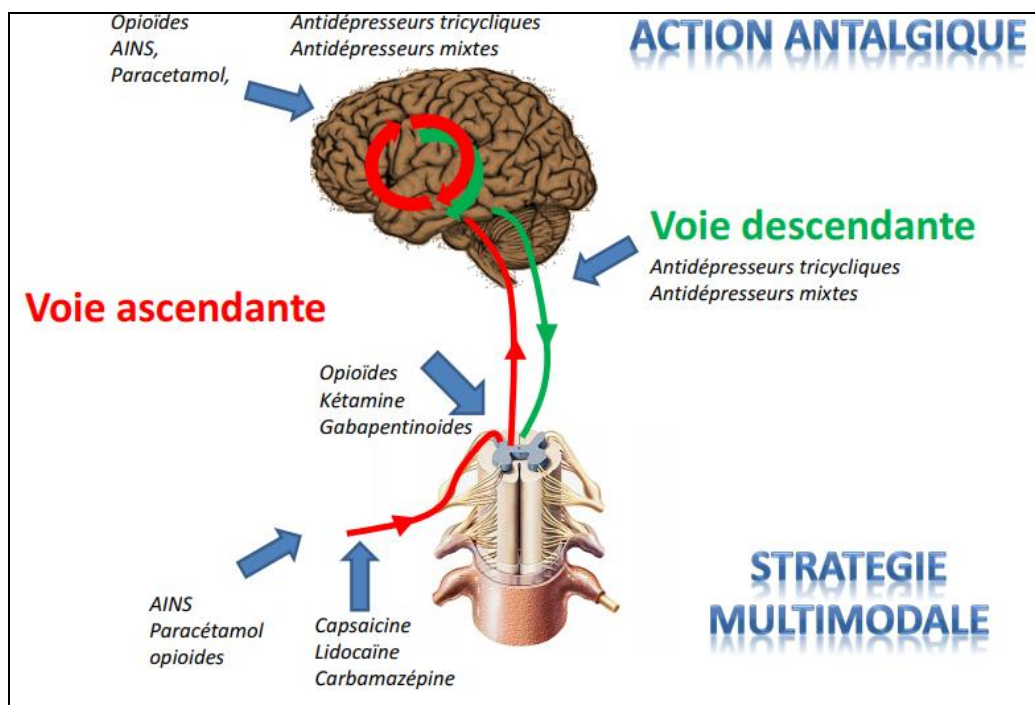 Opioïdes
AINS,
Paracetamol,
Antidépresseurs tricycliques
Antidépresseurs mixtes
ACTION ANTALGIQUE
Voie descendante
Antidépresseurs tricycliques
Antidépresseurs mixtes
Voie ascendante
Opioïdes
Kétamine
Gabapentinoides
AINS
Paracétamol
opioides
Capsaicine
Lidocaïne
Carbamazépine
STRATEGIE
MULTIMODALE